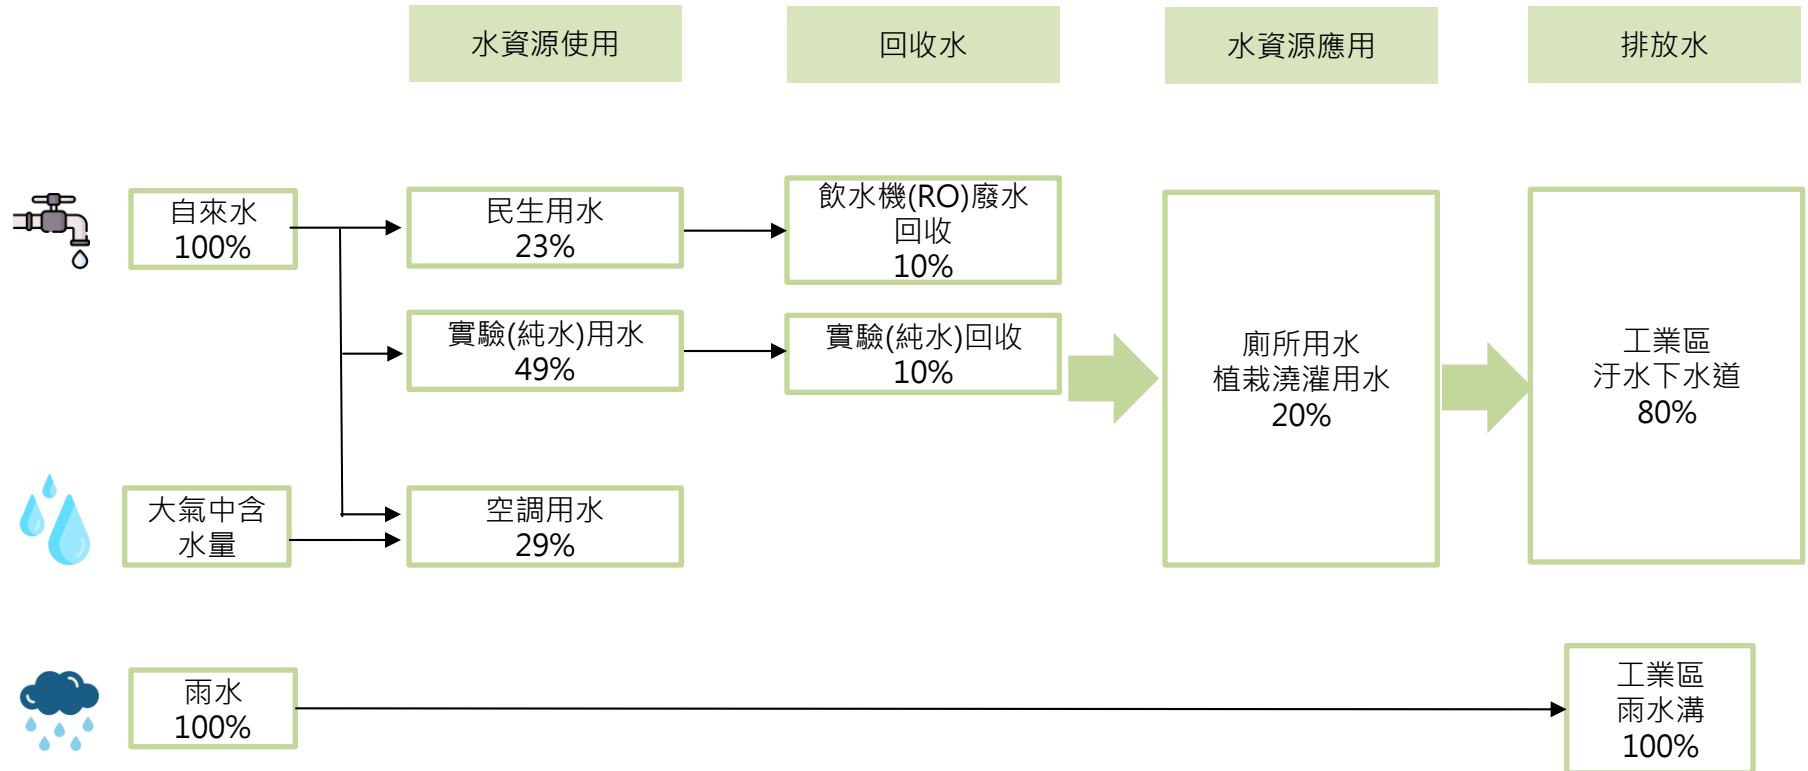 水資源使用
回收水
水資源應用
排放水
自來水
100%
民生用水
23%
飲水機(RO)廢水
回收
10%
實驗(純水)用水
49%
實驗(純水)回收
10%
廁所用水
植栽澆灌用水
20%
工業區
汙水下水道
80%
大氣中含
水量
空調用水
29%
雨水
100%
工業區
雨水溝
100%